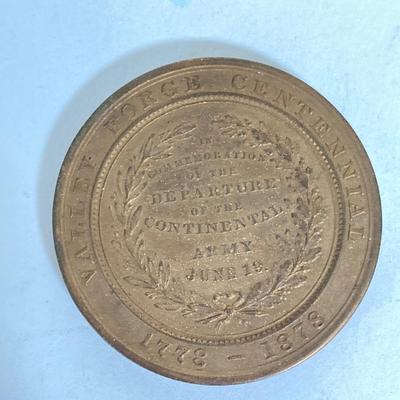 VALLEY FORGE CENTENNIAL
IN
COMMEMORATION
OF THE
DEPARTURE
OF THE
CONTINENTAL
ARMY
JUNE 19.
1778 – 1878